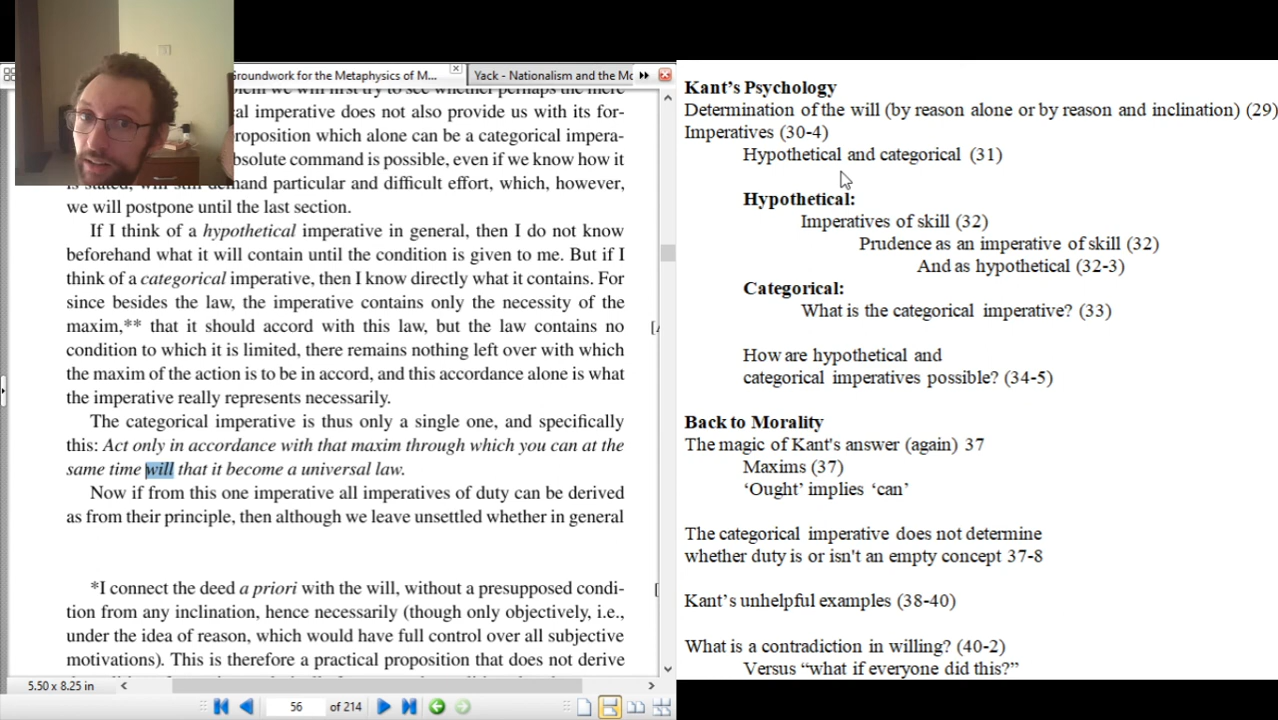 Groundwork for the Metaphysics of M...
Yack - Nationalism and the Mo
cal imperative does not also provide us with its for-
proposition which alone can be a categorical impera-
absolute command is possible, even if we know how it
is stated, will still demand particular and difficult effort, which, however,
we will postpone until the last section.
If I think of a hypothetical imperative in general, then I do not know
beforehand what it will contain until the condition is given to me. But if I
think of a categorical imperative, then I know directly what it contains. For
since besides the law, the imperative contains only the necessity of the
maxim,** that it should accord with this law, but the law contains no
condition to which it is limited, there remains nothing left over with which
the maxim of the action is to be in accord, and this accordance alone is what
the imperative really represents necessarily.
The categorical imperative is thus only a single one, and specifically
this: Act only in accordance with that maxim through which you can at the
same time will that it become a universal law.
Now if from this one imperative all imperatives of duty can be derived
as from their principle, then although we leave unsettled whether in general
*I connect the deed a priori with the will, without a presupposed condi-
tion from any inclination, hence necessarily (though only objectively, i.e.,
under the idea of reason, which would have full control over all subjective
motivations). This is therefore a practical proposition that does not derive
5.50 x 8.25 in
56 of 214
Kant's Psychology
Determination of the will (by reason alone or by reason and inclination) (29)
Imperatives (30-4)
Hypothetical and categorical (31)
Hypothetical:
Imperatives of skill (32)
Prudence as an imperative of skill (32)
And as hypothetical (32-3)
Categorical:
What is the categorical imperative? (33)
How are hypothetical and
categorical imperatives possible? (34-5)
Back to Morality
The magic of Kant's answer (again) 37
Maxims (37)
'Ought' implies 'can'
The categorical imperative does not determine
whether duty is or isn't an empty concept 37-8
Kant's unhelpful examples (38-40)
What is a contradiction in willing? (40-2)
Versus "what if everyone did this?"